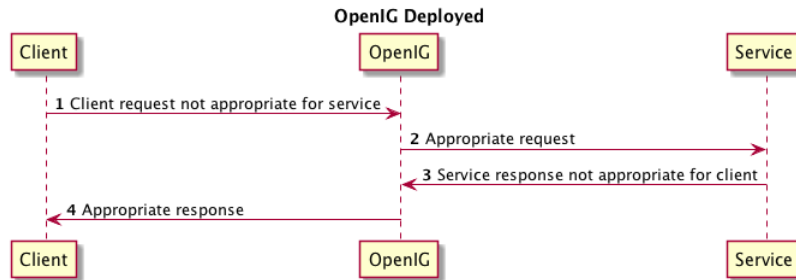 OpenIG Deployed
Client OpenIG Service
1 Client request not appropriate for service
2 Appropriate request
3 Service response not appropriate for client
4 Appropriate response
Client OpenIG Service